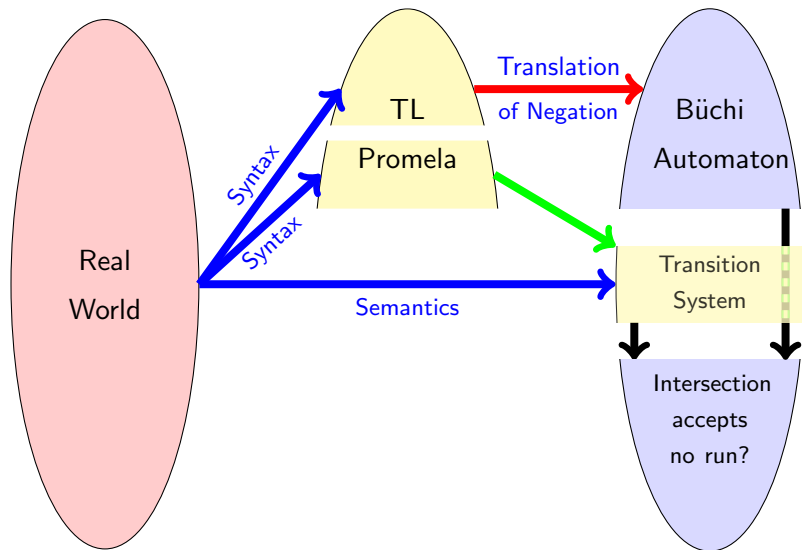 Real
World
Syntax
Syntax
TL
Promela
Translation
of Negation
Semantics
Büchi
Automaton
Transition
System
Intersection
accepts
no run?